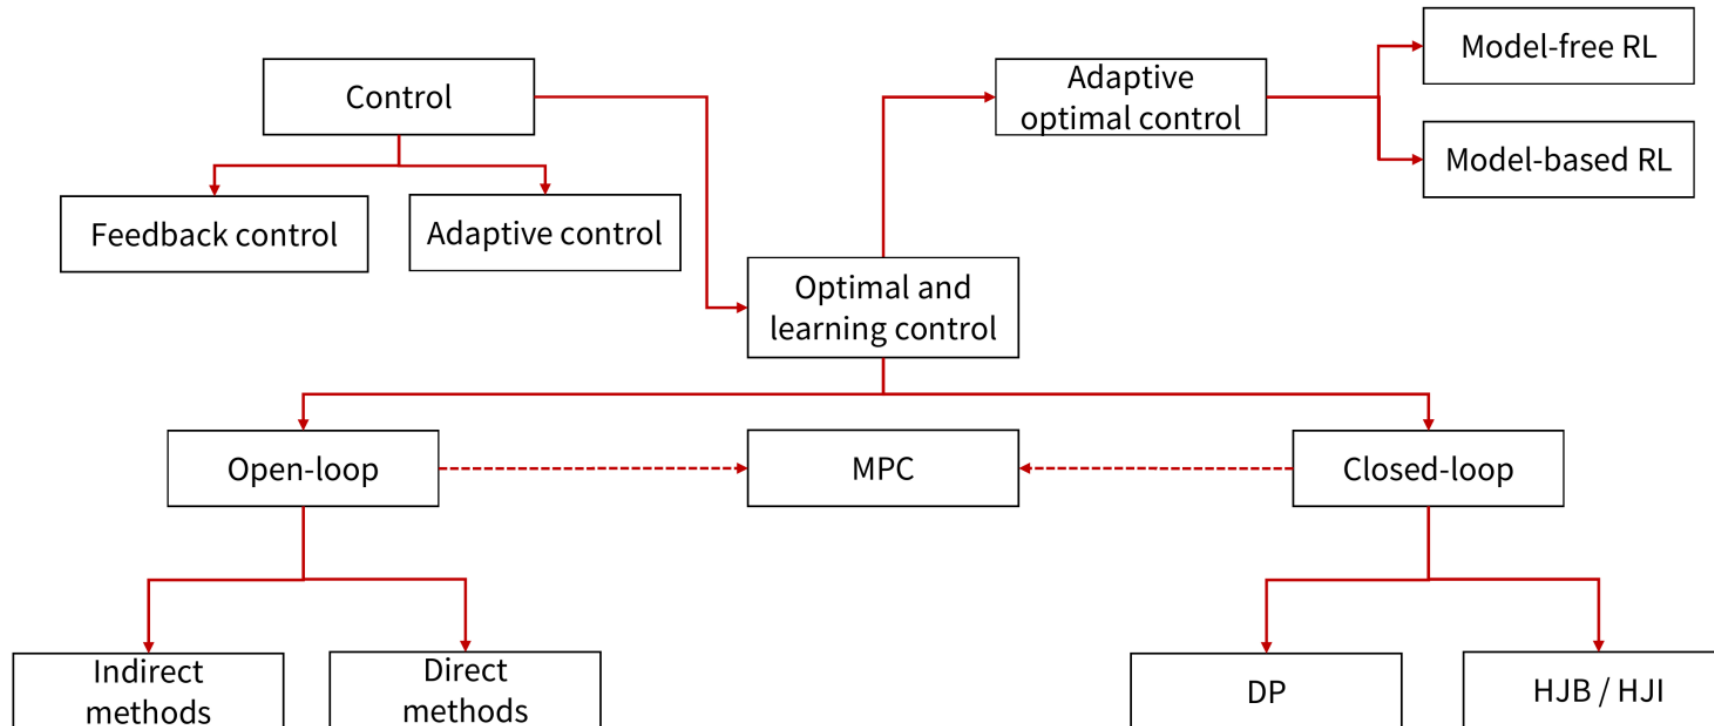 Control
Feedback control
Adaptive control
Optimal and
learning control
Adaptive
optimal control
Model-free RL
Model-based RL
Open-loop
MPC
Closed-loop
Indirect
methods
Direct
methods
DP
HJB / HJI